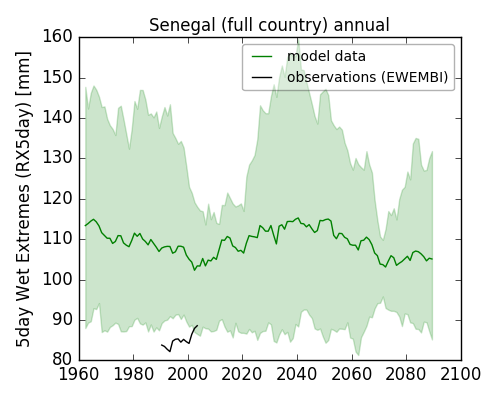 Senegal (full country) annual
5day Wet Extremes (RX5day) [mm]
model data
observations (EWEMBI)
160
150
140
130
120
110
100
90
80
1960 1980 2000 2020 2040 2060 2080 2100